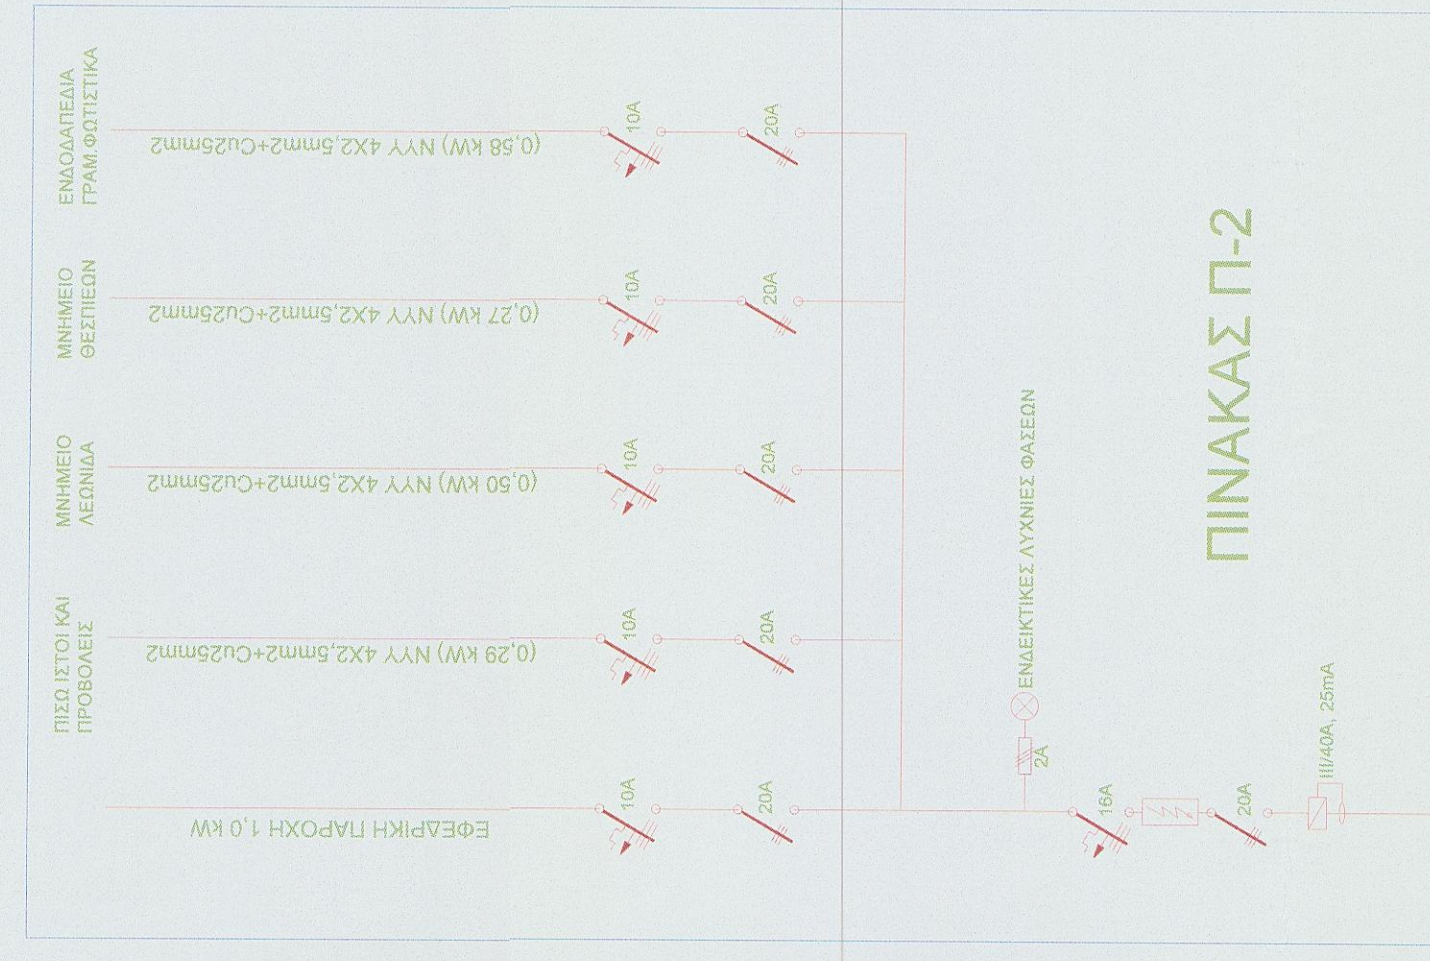 ΕΝΔΟΔΑΠΕΔΙΑ
ΓΡΑΜ.ΦΩΤΙΣΤΙΚΑ
(0,58 kW) NYY 4X2,5mm2+Cu25mm2
10A
20A
ΜΝΗΜΕΙΟ
ΘΕΣΠΙΕΩΝ
(0,27 kW) NYY 4X2,5mm2+Cu25mm2
10A
20A
ΜΝΗΜΕΙΟ
ΛΕΩΝΙΔΑ
(0,50 kW) NYY 4X2,5mm2+Cu25mm2
10A
20A
ΠΙΣΩ ΙΣΤΟΙ ΚΑΙ
ΠΡΟΒΟΛΕΙΣ
(0,29 kW) NYY 4X2,5mm2+Cu25mm2
10A
20A
ΕΦΕΔΡΙΚΗ ΠΑΡΟΧΗ 1,0 kW
10A
20A
ΕΝΔΕΙΚΤΙΚΕΣ ΛΥΧΝΙΕΣ ΦΑΣΕΩΝ
2A
16A
20A
III/40A, 25mA
ΠΙΝΑΚΑΣ Π-2